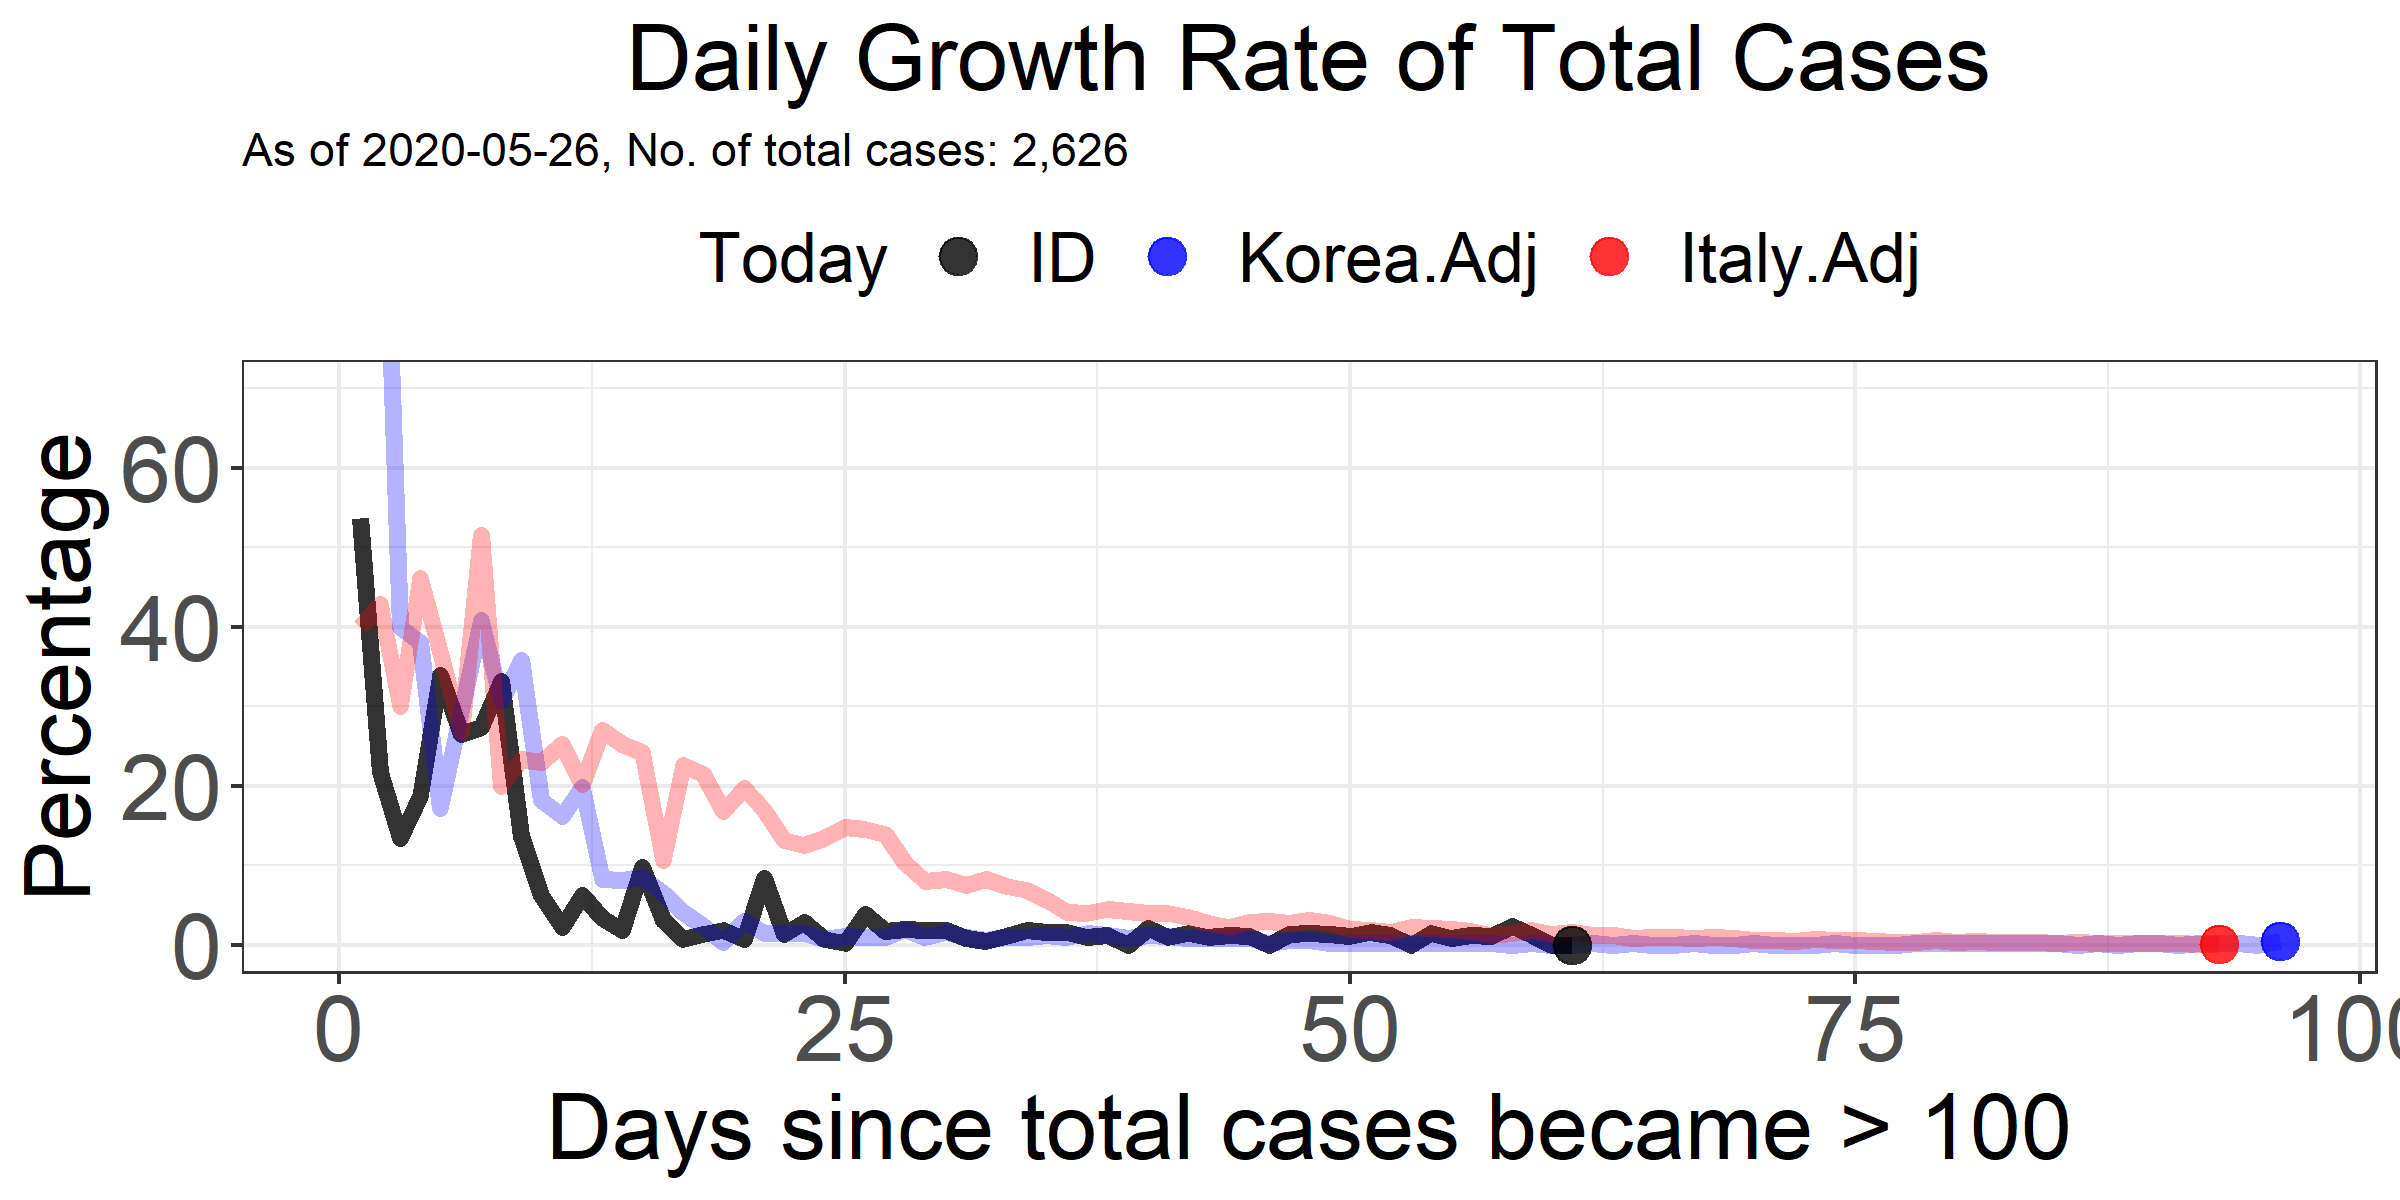 Daily Growth Rate of Total Cases
As of 2020-05-26, No. of total cases: 2,626
Today ID Korea.Adj Italy.Adj
Percentage
60
40
20
0
0 25 50 75 100
Days since total cases became > 100